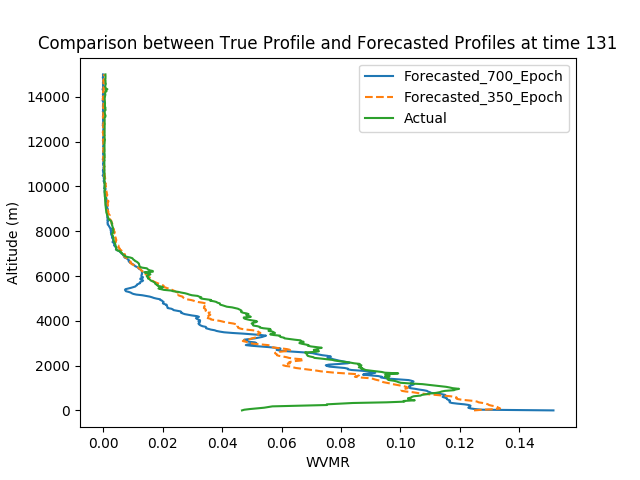 Comparison between True Profile and Forecasted Profiles at time 131
Forecasted_700_Epoch
Forecasted_350_Epoch
Actual
Altitude (m)
14000
12000
10000
8000
6000
4000
2000
0
0.00 0.02 0.04 0.06 0.08 0.10 0.12 0.14
WVMR